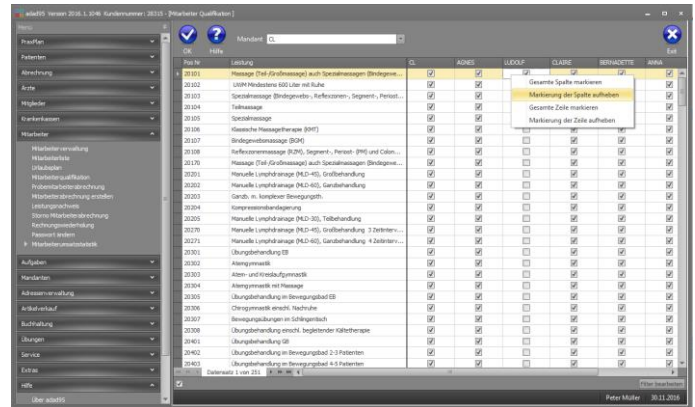 adad95 Version 2016.1.1046 Kundennummer: 20315 - [Mitarbeiter Qualifikation ]
Menü
PraxPlan
Patienten
Abrechnung
Ärzte
Mitglieder
Krankenkassen
Mitarbeiter
Mitarbeiterverwaltung
Mitarbeiterliste
Urlaubsplan
Mitarbeiterqualifikation
Probemitarbeiterabrechnung
Mitarbeiterabrechnung erstellen
Leistungsnachweis
Storno Mitarbeiterabrechnung
Rechnungswiederholung
Passwort ändern
Mitarbeiterumsatzstatistik
Aufgaben
Mandanten
Adressenverwaltung
Artikelverkauf
Buchhaltung
Übungen
Service
Extras
Hilfe
Über adad95
OK
Hilfe
Mandant CL
Exit
Pos Nr Leistung CL AGNES LUDOLF CLAIRE BERNADETTE ANNA
20101 Massage (Teil-/Großmassage) auch Spezialmassagen (Bindegewe...
20102 UWM Mindestens 600 Liter mit Ruhe
20103 Spezialmassage (Bindegewebs-, Reflexzonen-, Segment-, Periost...
20104 Teilmassage
20105 Spezialmassage
20106 Klassische Massagetherapie (KMT)
20107 Bindegewebsmassage (BGM)
20108 Reflexzonenmassage (RZM), Segment-, Periost- (PM) und Colon...
20170 Massage (Teil-/Großmassage) auch Spezialmassagen (Bindegewe...
20201 Manuelle Lymphdrainage (MLD-45), Großbehandlung
20202 Manuelle Lymphdrainage (MLD-60), Ganzbehandlung
20203 Ganzb. in. komplexer Bewegungsth.
20204 Kompressionsbandagierung
20205 Manuelle Lymphdrainage (MLD-30), Teilbehandlung
20270 Manuelle Lymphdrainage (MLD-45), Großbehandlung 3 Zeitinterv...
20271 Manuelle Lymphdrainage (MLD-60), Ganzbehandlung 4 Zeitinterv...
20301 Übungsbehandlung EB
20302 Atemgymnastik
20303 Atem- und Kreislaufgymnastik
20304 Atemgymnastik mit Massage
20305 Übungsbehandlung im Bewegungsbad EB
20306 Chirogymnastik einschl. Nachruhe
20307 Bewegungsübungen im Schlingentisch
20308 Übungsbehandlung einschl. begleitender Kältetherapie
20401 Übungsbehandlung GB
20402 Übungsbehandlung im Bewegungsbad 2-3 Patienten
20403 Übungsbehandlung im Bewegungsbad 4-5 Patienten
Gesamte Spalte markieren
Markierung der Spalte aufheben
Gesamte Zeile markieren
Markierung der Zeile aufheben
Datensatz 1 von 251
Filter bearbeiten
Peter Müller 30.11.2016